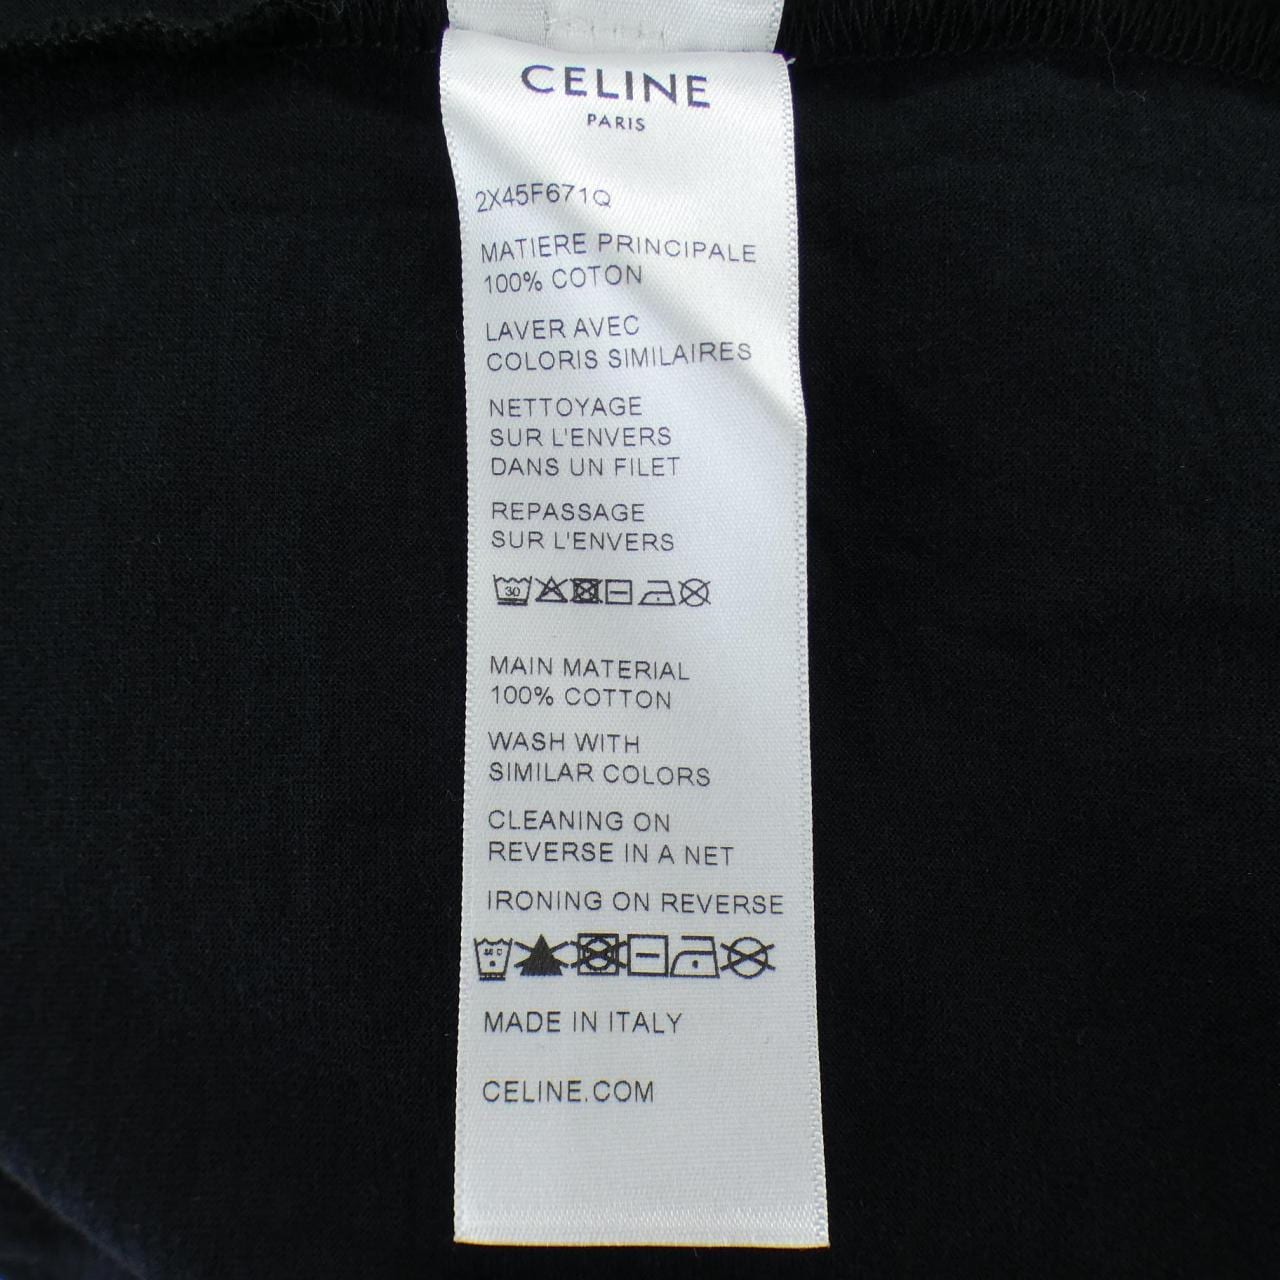 CELINE
PARIS
2X45F671Q
MATIERE PRINCIPALE
100% COTON
LAVER AVEC
COLORIS SIMILAIRES
NETTOYAGE
SUR L'ENVERS
DANS UN FILET
REPASSAGE
SUR L'ENVERS
30
MAIN MATERIAL
100% COTTON
WASH WITH
SIMILAR COLORS
CLEANING ON
REVERSE IN A NET
IRONING ON REVERSE
MADE IN ITALY
CELINE.COM